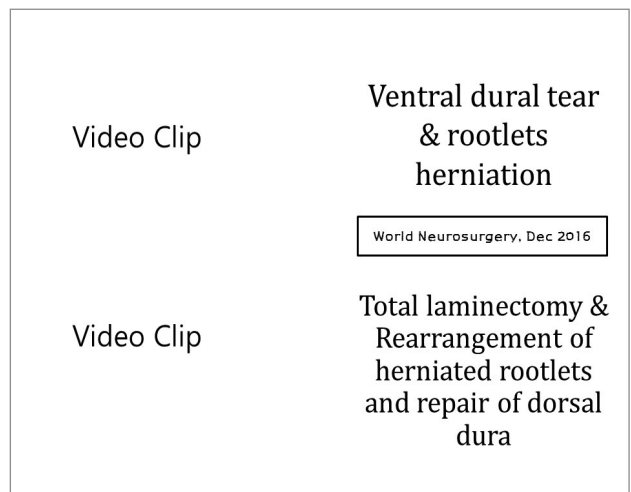 Video Clip
Ventral dural tear
& rootlets
herniation
World Neurosurgery, Dec 2016
Video Clip
Total laminectomy &
Rearrangement of
herniated rootlets
and repair of dorsal
dura